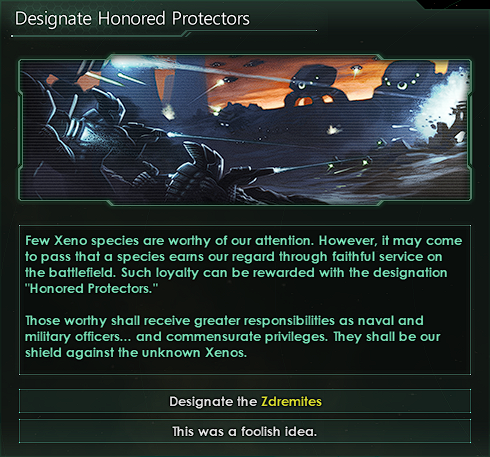 Designate Honored Protectors
Few Xeno species are worthy of our attention. However, it may come
to pass that a species earns our regard through faithful service on
the battlefield. Such loyalty can be rewarded with the designation
"Honored Protectors."
Those worthy shall receive greater responsibilities as naval and
military officers... and commensurate privileges. They shall be our
shield against the unknown Xenos.
Designate the Zdremites
This was a foolish idea.